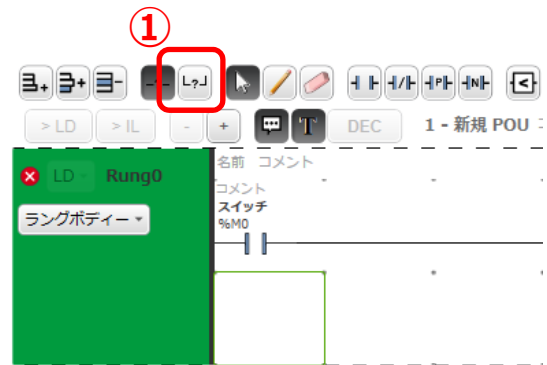 ①
└?┘ P N <
> LD > IL - + T DEC 1 - 新規 POU
名前 コメント
LD Rung0
コメント
スイッチ
%M0
ラングボディー